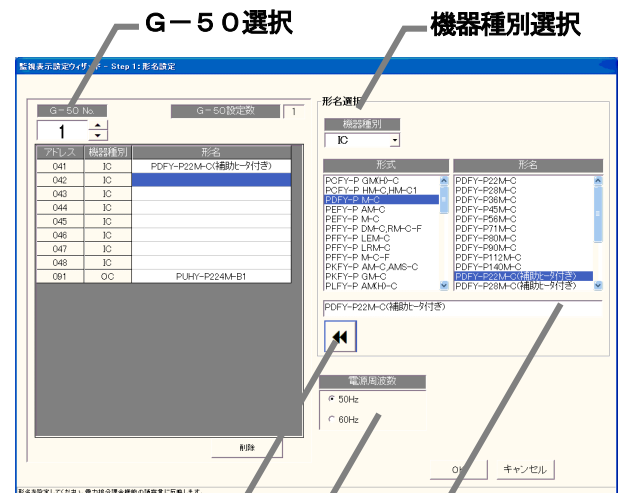 G－50選択
機器種別選択
監視表示設定ウィザード - Step 1:形名設定
G－50 No.
G－50設定数
1
1
アドレス 機器種別 形名
041 IC PDFY-P22M-C(補助ヒータ付き)
042 IC
043 IC
044 IC
045 IC
046 IC
047 IC
048 IC
091 OC PUHY-P224M-B1
削除
形名選択
機器種別
IC
形式
PCFY-P GM(H)-C
PCFY-P HM-C,HM-C1
PDFY-P M-C
PEFY-P AM-C
PEFY-P M-C
PFFY-P DM-C,RM-C-F
PFFY-P LEM-C
PFFY-P LRM-C
PFFY-P M-C-F
PKFY-P AM-C,AMS-C
PKFY-P GM-C
PLFY-P AM(H)-C
形名
PDFY-P22M-C
PDFY-P28M-C
PDFY-P36M-C
PDFY-P45M-C
PDFY-P56M-C
PDFY-P71M-C
PDFY-P80M-C
PDFY-P90M-C
PDFY-P112M-C
PDFY-P140M-C
PDFY-P22M-C(補助ヒータ付き)
PDFY-P28M-C(補助ヒータ付き)
PDFY-P22M-C(補助ヒータ付き)
電源周波数
50Hz
60Hz
キャンセル